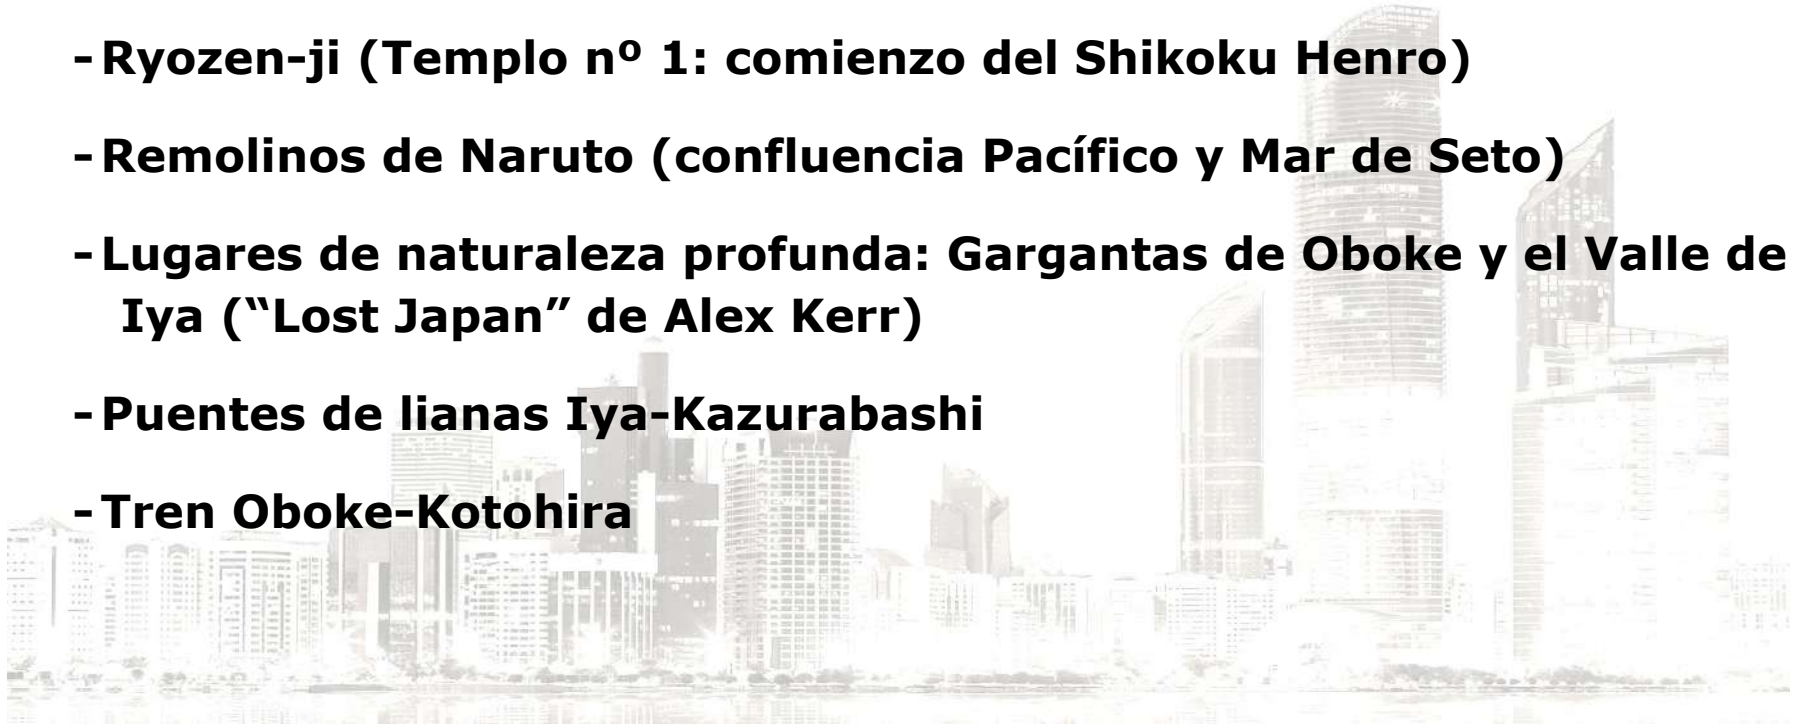 -Ryozen-ji (Templo nº 1: comienzo del Shikoku Henro)
-Remolinos de Naruto (confluencia Pacífico y Mar de Seto)
-Lugares de naturaleza profunda: Gargantas de Oboke y el Valle de
Iya (“Lost Japan” de Alex Kerr)
-Puentes de lianas Iya-Kazurabashi
-Tren Oboke-Kotohira